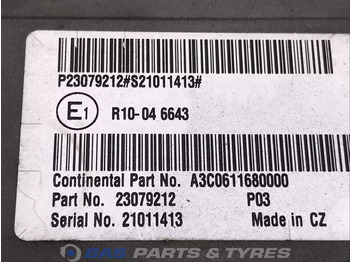 P23079212#S21011413#
E1 R10-04 6643
Continental Part No. A3C0611680000
Part No. 23079212 P03
Serial No. 21011413 Made in CZ
BAS PARTS & TYRES